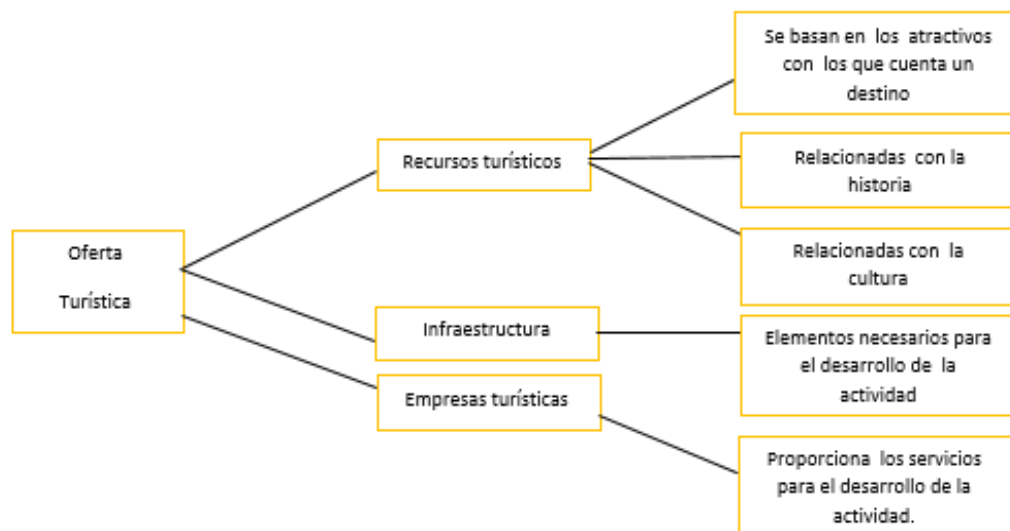 Se basan en los atractivos
con los que cuenta un
destino
Recursos turísticos
Relacionadas con la
historia
Oferta
Turística
Relacionadas con la
cultura
Infraestructura
Elementos necesarios para
el desarrollo de la
actividad
Empresas turísticas
Proporciona los servicios
para el desarrollo de la
actividad.